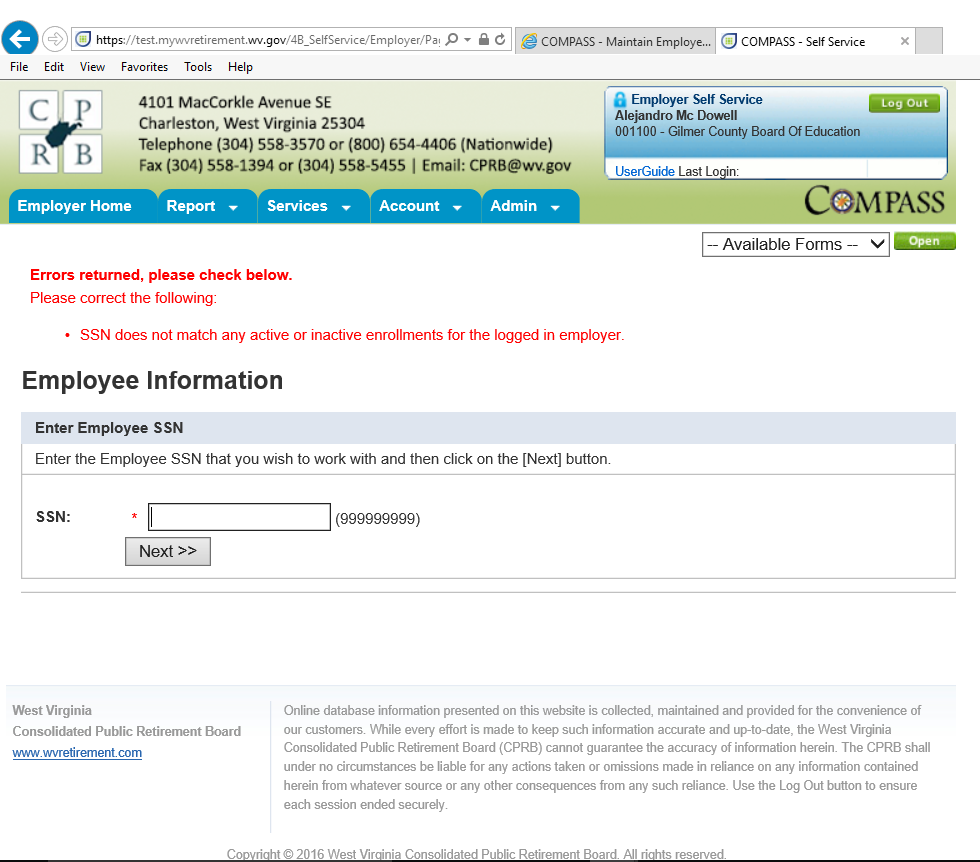 https://test.mywvretirement.wv.gov/4B_SelfService/Employer/Pa
COMPASS - Maintain Employe...
COMPASS - Self Service
File Edit View Favorites Tools Help
C P
R B
4101 MacCorkle Avenue SE
Charleston, West Virginia 25304
Telephone (304) 558-3570 or (800) 654-4406 (Nationwide)
Fax (304) 558-1394 or (304) 558-5455 | Email: CPRB@wv.gov
Employer Self Service
Log Out
Alejandro Mc Dowell
001100 - Gilmer County Board Of Education
UserGuide Last Login:
Employer Home Report Services Account Admin
COMPASS
-- Available Forms --
Open
Errors returned, please check below.
Please correct the following:
• SSN does not match any active or inactive enrollments for the logged in employer.
Employee Information
Enter Employee SSN
Enter the Employee SSN that you wish to work with and then click on the [Next] button.
SSN: * (999999999)
Next >>
West Virginia
Consolidated Public Retirement Board
www.wvretirement.com
Online database information presented on this website is collected, maintained and provided for the convenience of
our customers. While every effort is made to keep such information accurate and up-to-date, the West Virginia
Consolidated Public Retirement Board (CPRB) cannot guarantee the accuracy of information herein. The CPRB shall
under no circumstances be liable for any actions taken or omissions made in reliance on any information contained
herein from whatever source or any other consequences from any such reliance. Use the Log Out button to ensure
each session ended securely.
Copyright © 2016 West Virginia Consolidated Public Retirement Board. All rights reserved.